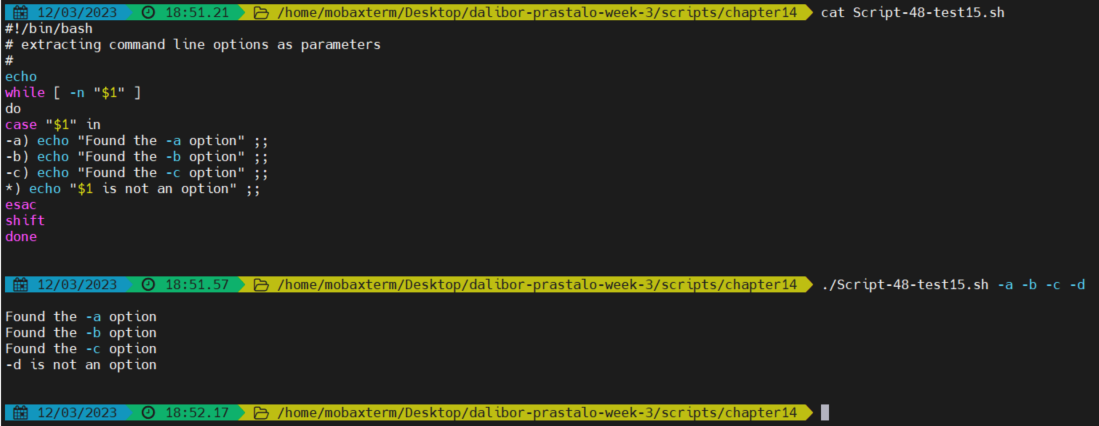 12/03/2023 18:51.21 /home/mobaxterm/Desktop/dalibor-prastalo-week-3/scripts/chapter14 cat Script-48-test15.sh
#!/bin/bash
# extracting command line options as parameters
#
echo
while [ -n "$1" ]
do
case "$1" in
-a) echo "Found the -a option" ;;
-b) echo "Found the -b option" ;;
-c) echo "Found the -c option" ;;
*) echo "$1 is not an option" ;;
esac
shift
done
12/03/2023 18:51.57 /home/mobaxterm/Desktop/dalibor-prastalo-week-3/scripts/chapter14 ./Script-48-test15.sh -a -b -c -d
Found the -a option
Found the -b option
Found the -c option
-d is not an option
12/03/2023 18:52.17 /home/mobaxterm/Desktop/dalibor-prastalo-week-3/scripts/chapter14